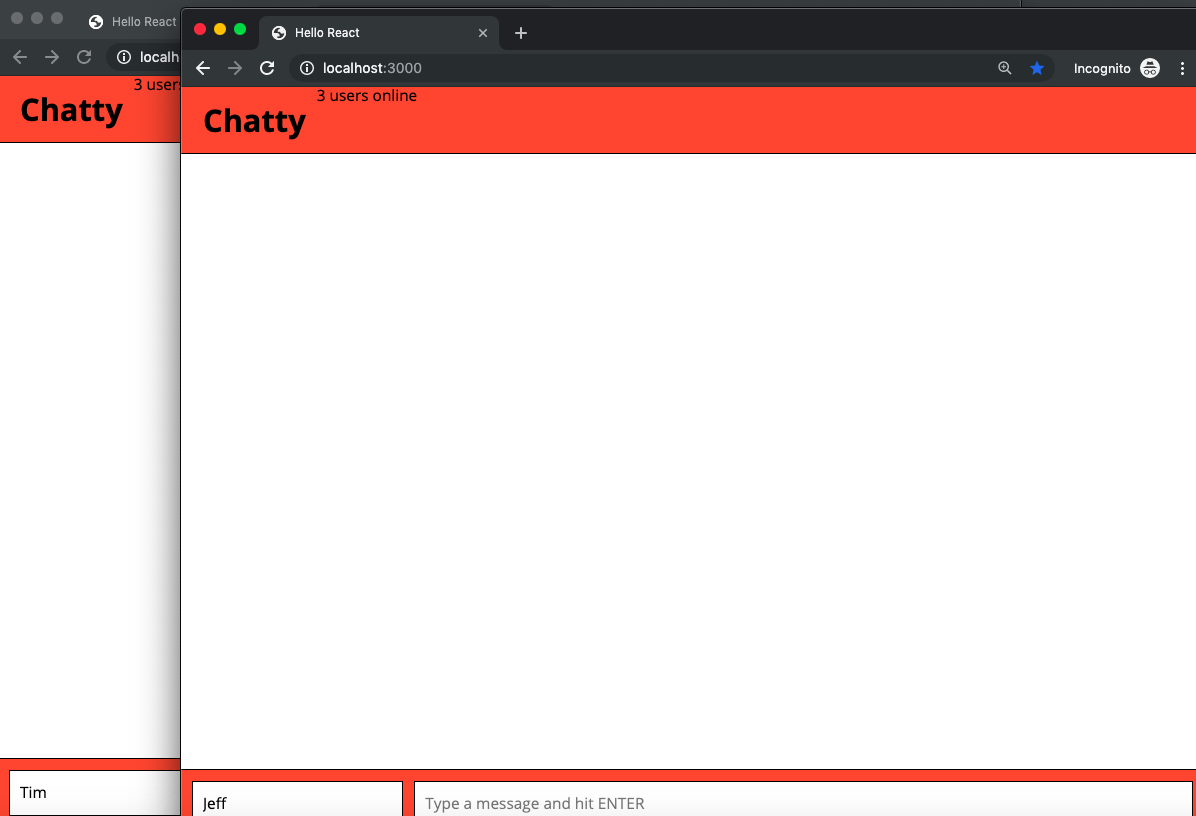 Hello React
localh
3 users
Chatty
Tim
Hello React
localhost:3000
Incognito
3 users online
Chatty
Jeff
Type a message and hit ENTER